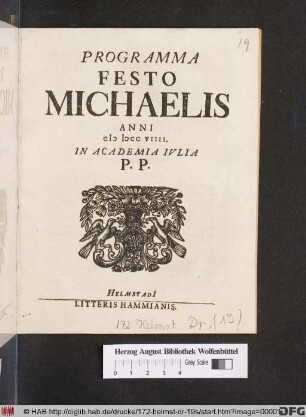 19
PROGRAMMA
FESTO
MICHAELIS
ANNI
cIɔ Iɔcc VIIII.
IN ACADEMIA IVLIA
P. P.
HELMSTADI
LITTERIS HAMMIANIS.
172 Helmst Dr. (19)
Herzog August Bibliothek Wolfenbüttel
0 1 2 3 4 Gray Scale
© HAB http://diglib.hab.de/drucke/172-helmst-dr-19s/start.htm?image=00001
DFG